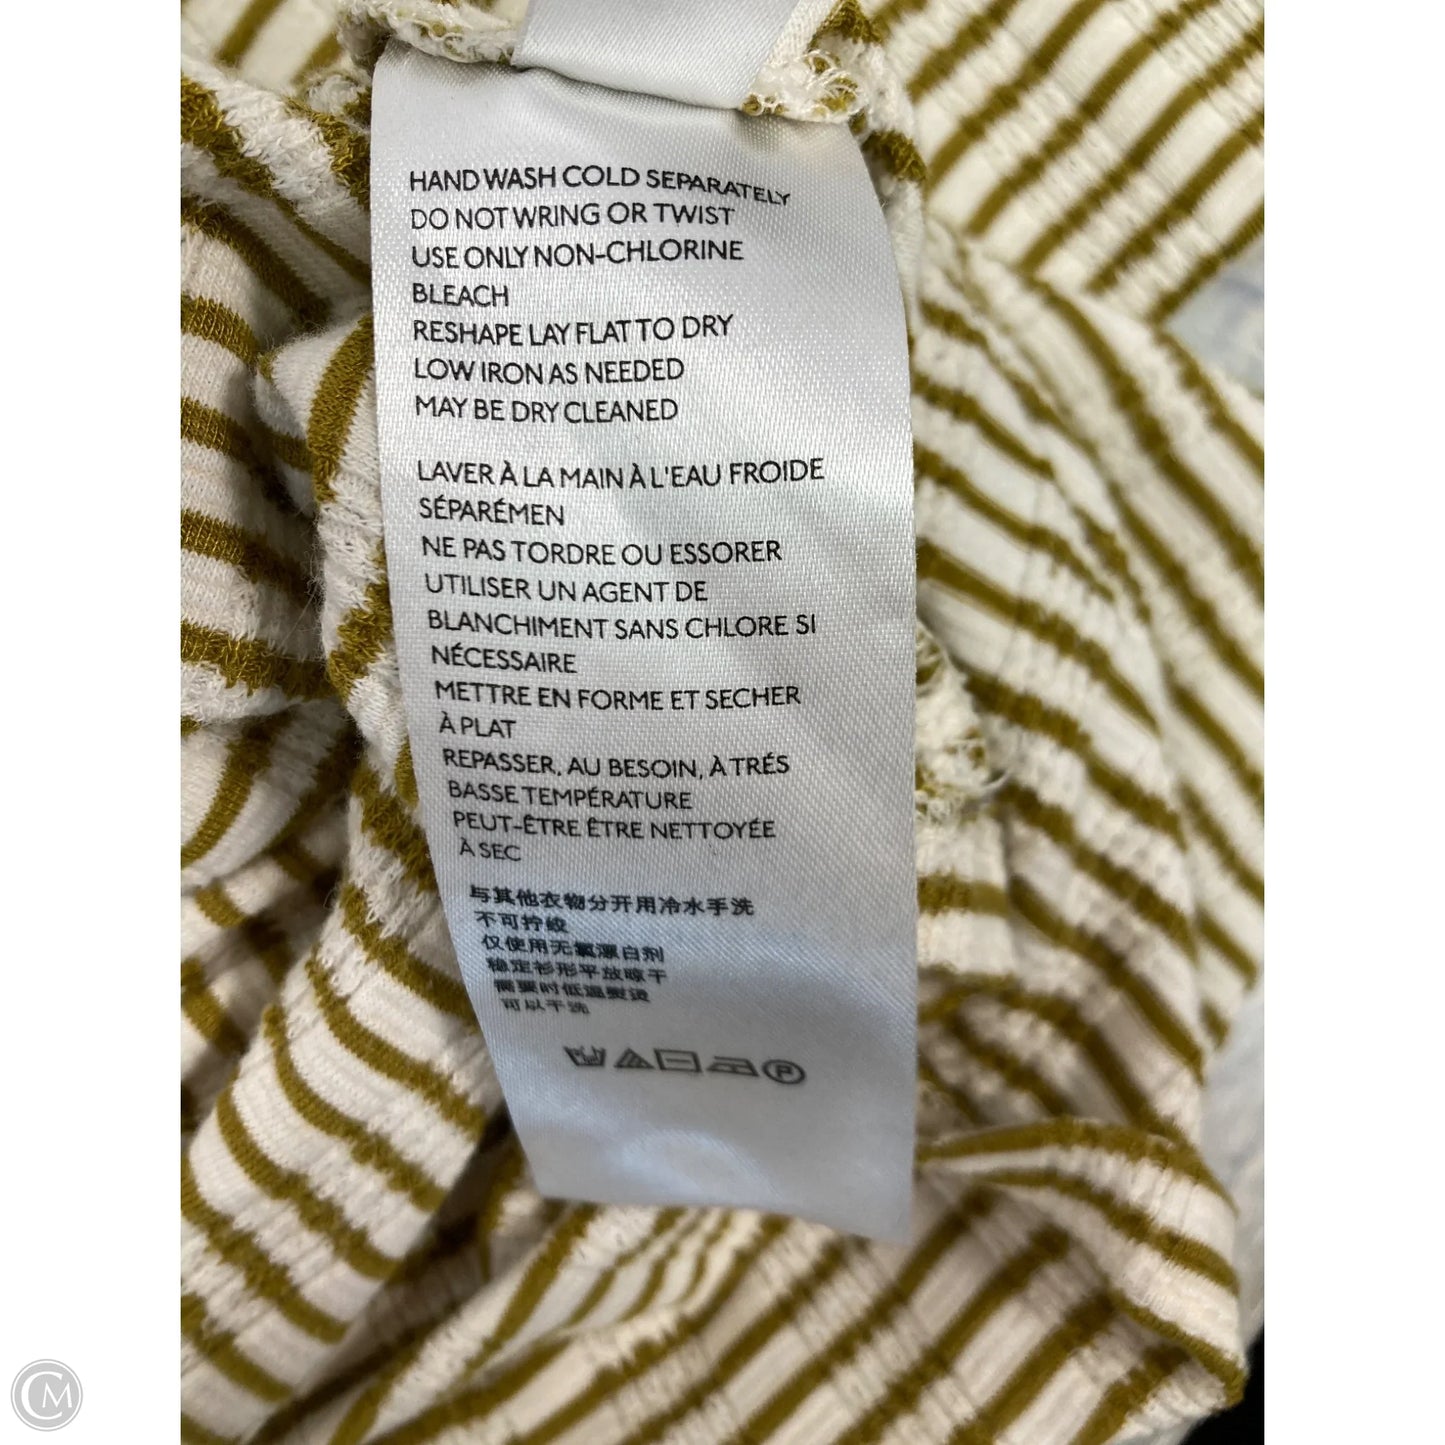 HAND WASH COLD SEPARATELY
DO NOT WRING OR TWIST
USE ONLY NON-CHLORINE
BLEACH
RESHAPE LAY FLAT TO DRY
LOW IRON AS NEEDED
MAY BE DRY CLEANED
LAVER À LA MAIN À L'EAU FROIDE
SÉPARÉMEN
NE PAS TORDRE OU ESSORER
UTILISER UN AGENT DE
BLANCHIMENT SANS CHLORE SI
NÉCESSAIRE
METTRE EN FORME ET SECHER
À PLAT
REPASSER, AU BESOIN, À TRÉS
BASSE TEMPÉRATURE
PEUT-ÊTRE ÊTRE NETTOYÉE
À SEC
与其他衣物分开用冷水手洗
不可拧绞
仅使用无氯漂白剂
稳定衫形平放晾干
需要时低温熨烫
可以干洗
P
CM